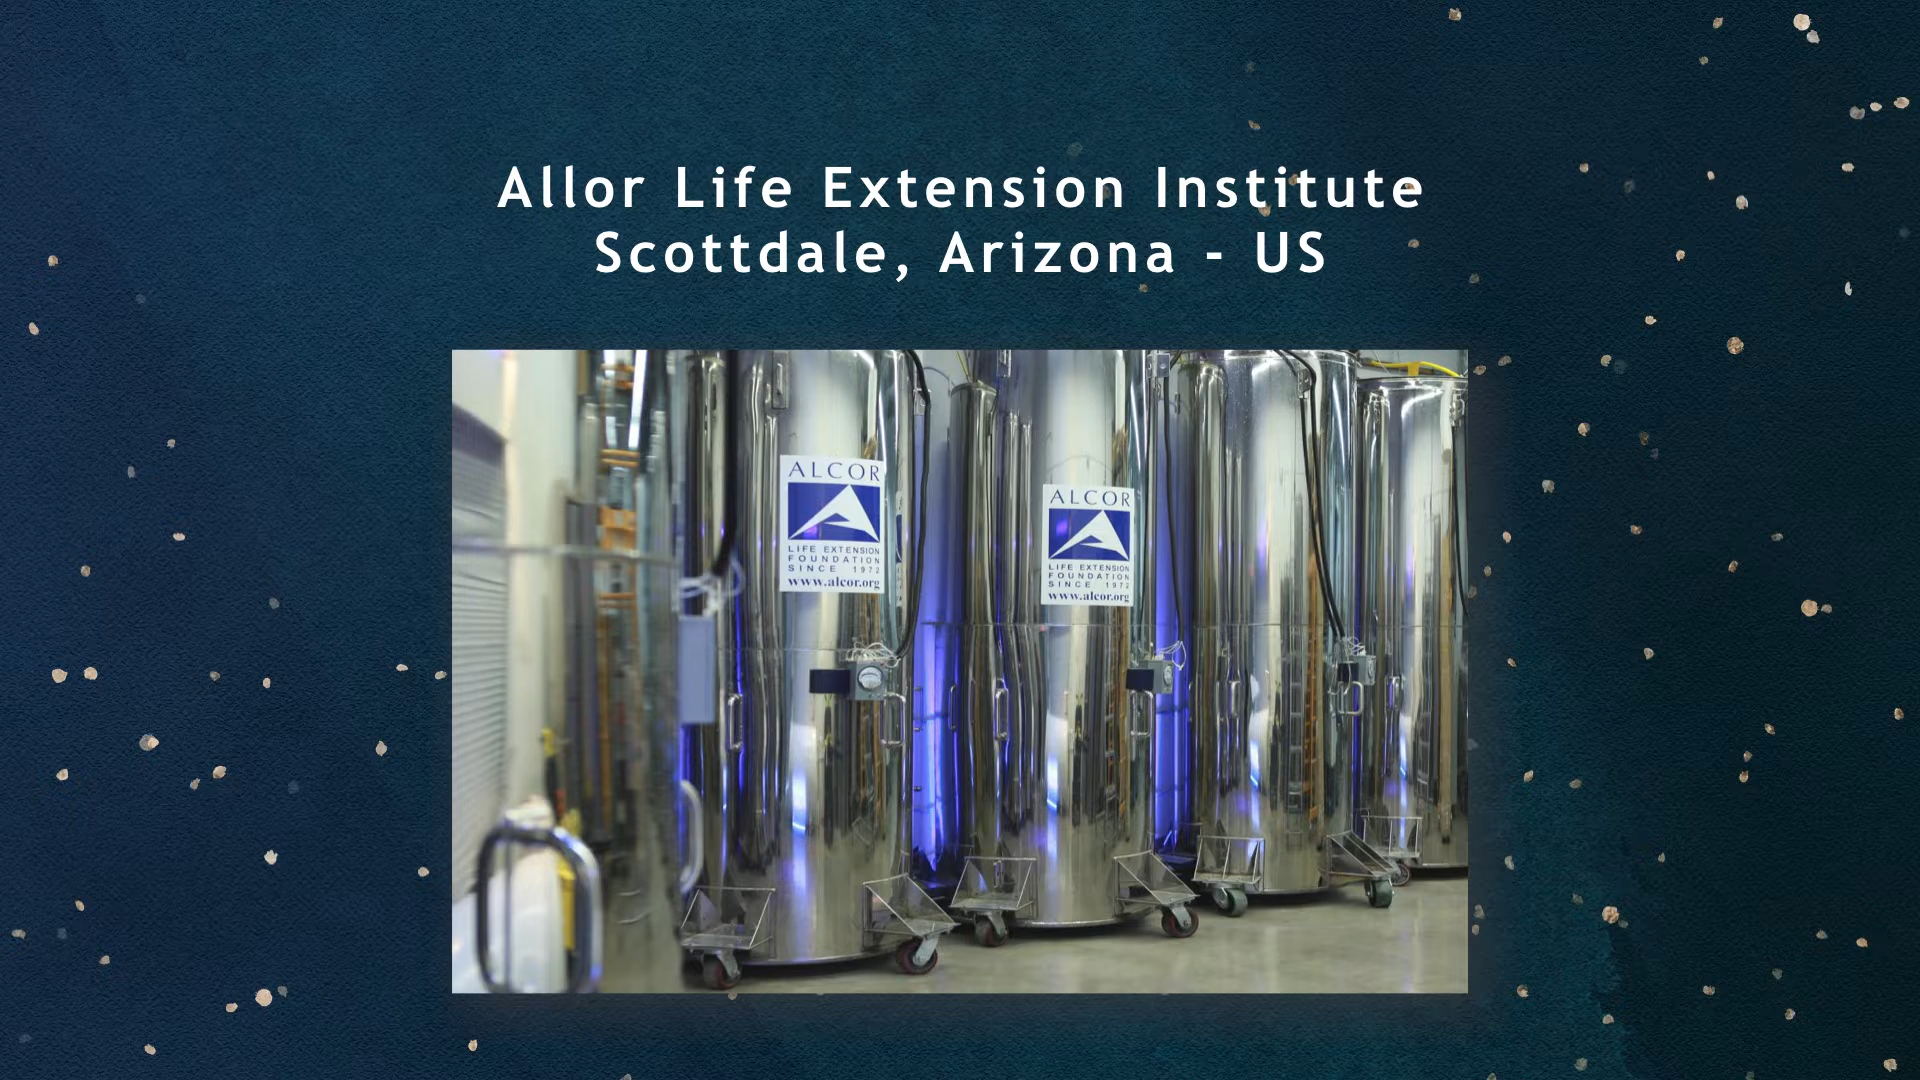 Allor Life Extension Institute
Scottdale, Arizona - US
ALCOR
LIFE EXTENSION
FOUNDATION
SINCE 1972
www.alcor.org
ALCOR
LIFE EXTENSION
FOUNDATION
SINCE 1972
www.alcor.org